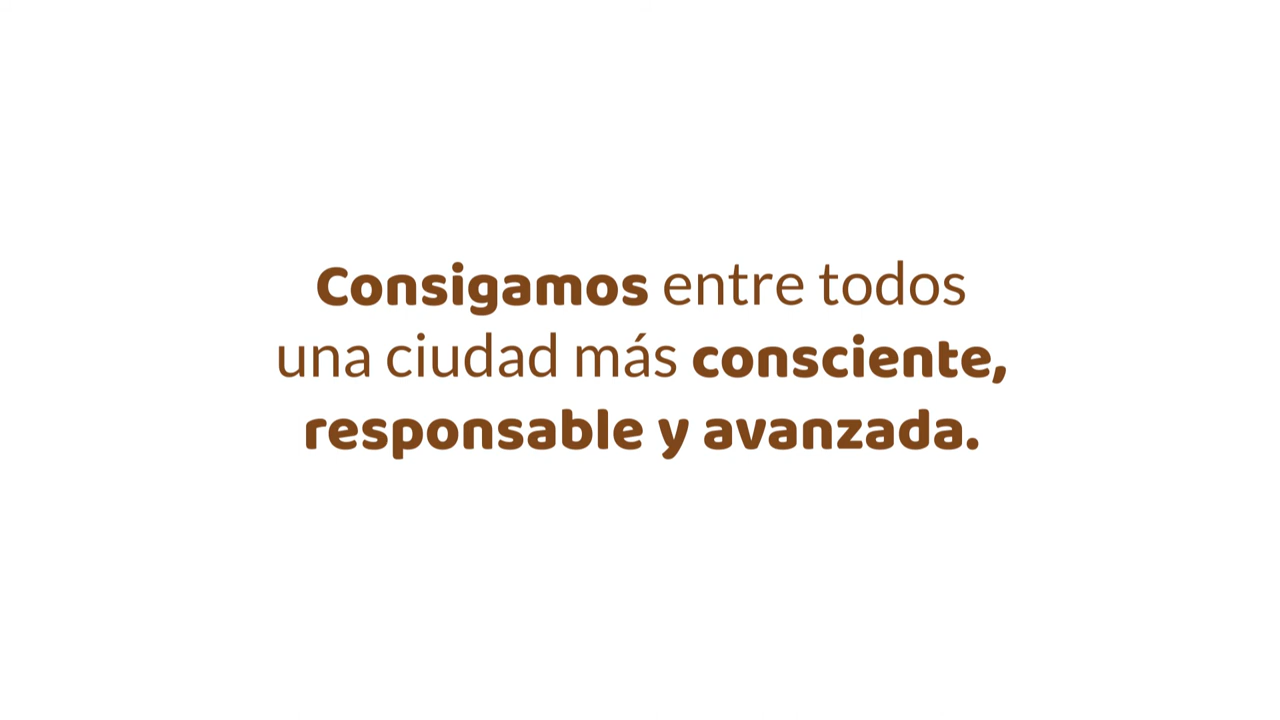 Consigamos entre todos
una ciudad más consciente,
responsable y avanzada.